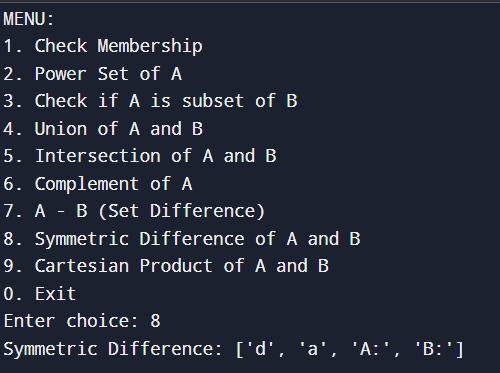 MENU:
1. Check Membership
2. Power Set of A
3. Check if A is subset of B
4. Union of A and B
5. Intersection of A and B
6. Complement of A
7. A - B (Set Difference)
8. Symmetric Difference of A and B
9. Cartesian Product of A and B
0. Exit
Enter choice: 8
Symmetric Difference: ['d', 'a', 'A:', 'B:']